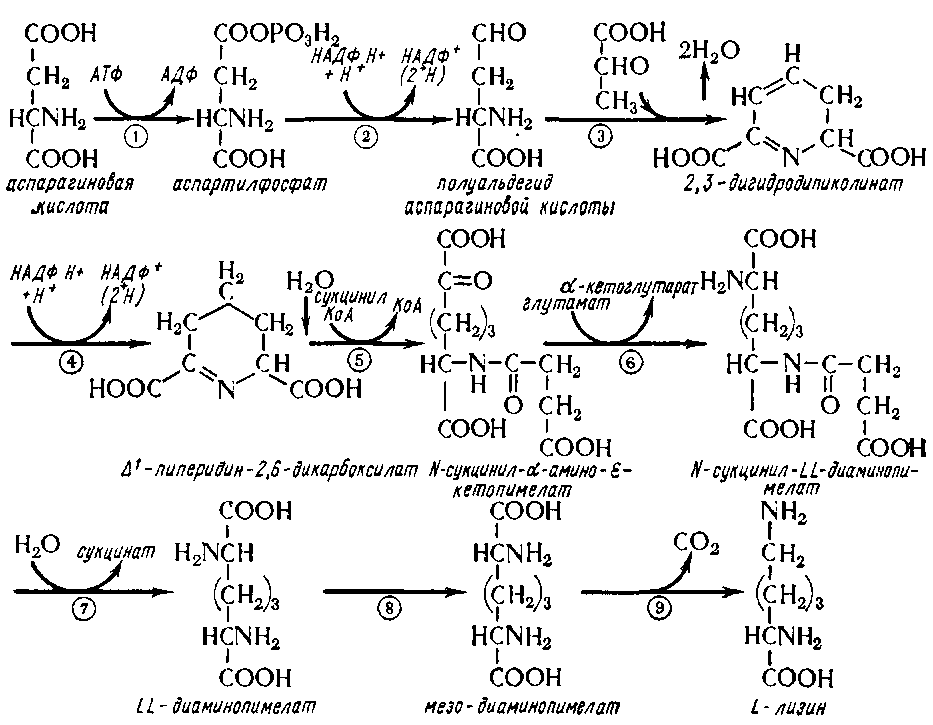 COOH COOPO₃H₂ CHO COOH
АТФ АДФ НАДФ·Н+ + Н⁺ НАДФ⁺ (2⁺Н) CHO 2H₂O
CH₂ CH₂ CH₂ CH₃ HC CH CH₂
HCNH₂ ① HCNH₂ ② HCNH₂ ③ C N CH
COOH COOH COOH HOOC COOH
аспарагиновая кислота
аспартилфосфат
полуальдегид аспарагиновой кислоты
2,3-дигидродипиколинат
НАДФ·Н+ +Н⁺ НАДФ⁺ (2⁺Н) H₂ C H₂O сукцинил КоА КоА COOH C=O глутамат α-кетоглутарат COOH H₂NCH
④ H₂C CH₂ ⑤ (CH₂)₃ ⑥ (CH₂)₃
HOOC C N CH COOH HC-N-C CH₂ H O HC-N-C CH₂ H O
COOH CH₂ COOH COOH CH₂ COOH
Δ¹-пиперидин-2,6-дикарбоксилат
N-сукцинил-α-амино-ε-
кетопимелат
N-сукцинил-LL-диаминопи-
мелат
H₂O сукцинат COOH COOH CO₂ NH₂
⑦ H₂NCH ⑧ HCNH₂ ⑨ CH₂
(CH₂)₃ (CH₂)₃ (CH₂)₃
HCNH₂ HCNH₂ HCNH₂
COOH COOH COOH
LL-диаминопимелат
мезо-диаминопимелат
L-лизин